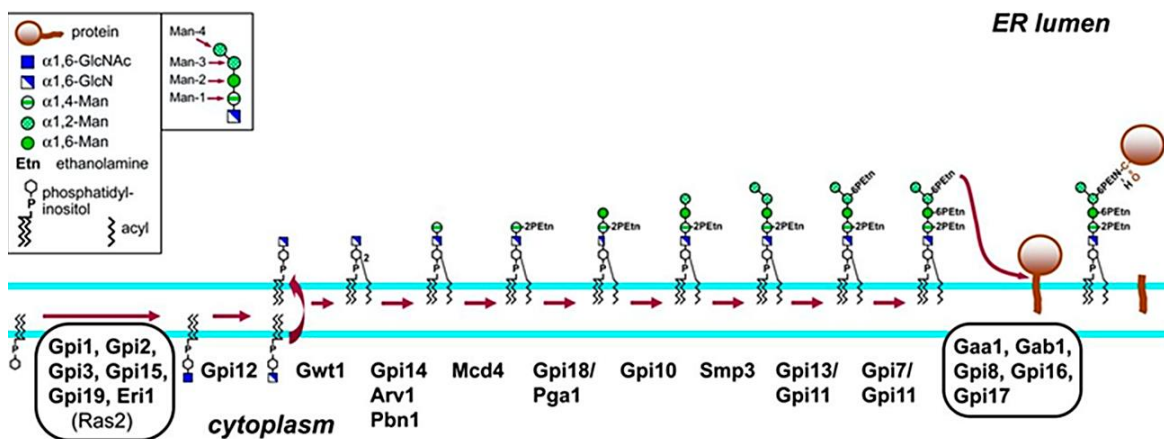 protein
α1,6-GlcNAc
α1,6-GlcN
α1,4-Man
α1,2-Man
α1,6-Man
Etn ethanolamine
phosphatidyl-
inositol
P
acyl
Man-4
Man-3
Man-2
Man-1
ER lumen
P
P
P 2
P
P 2PEtn
P 2PEtn
P 2PEtn
P 2PEtn
P 2PEtn 6PEtn
P 2PEtn 6PEtn 6PEtn
P 2PEtn 6PEtn 6PEtN-C
H O
P
P
P
Gpi1, Gpi2,
Gpi3, Gpi15,
Gpi19, Eri1
(Ras2)
Gpi12
Gwt1
Gpi14
Arv1
Pbn1
Mcd4
Gpi18/
Pga1
Gpi10
Smp3
Gpi13/
Gpi11
Gpi7/
Gpi11
Gaa1, Gab1,
Gpi8, Gpi16,
Gpi17
cytoplasm